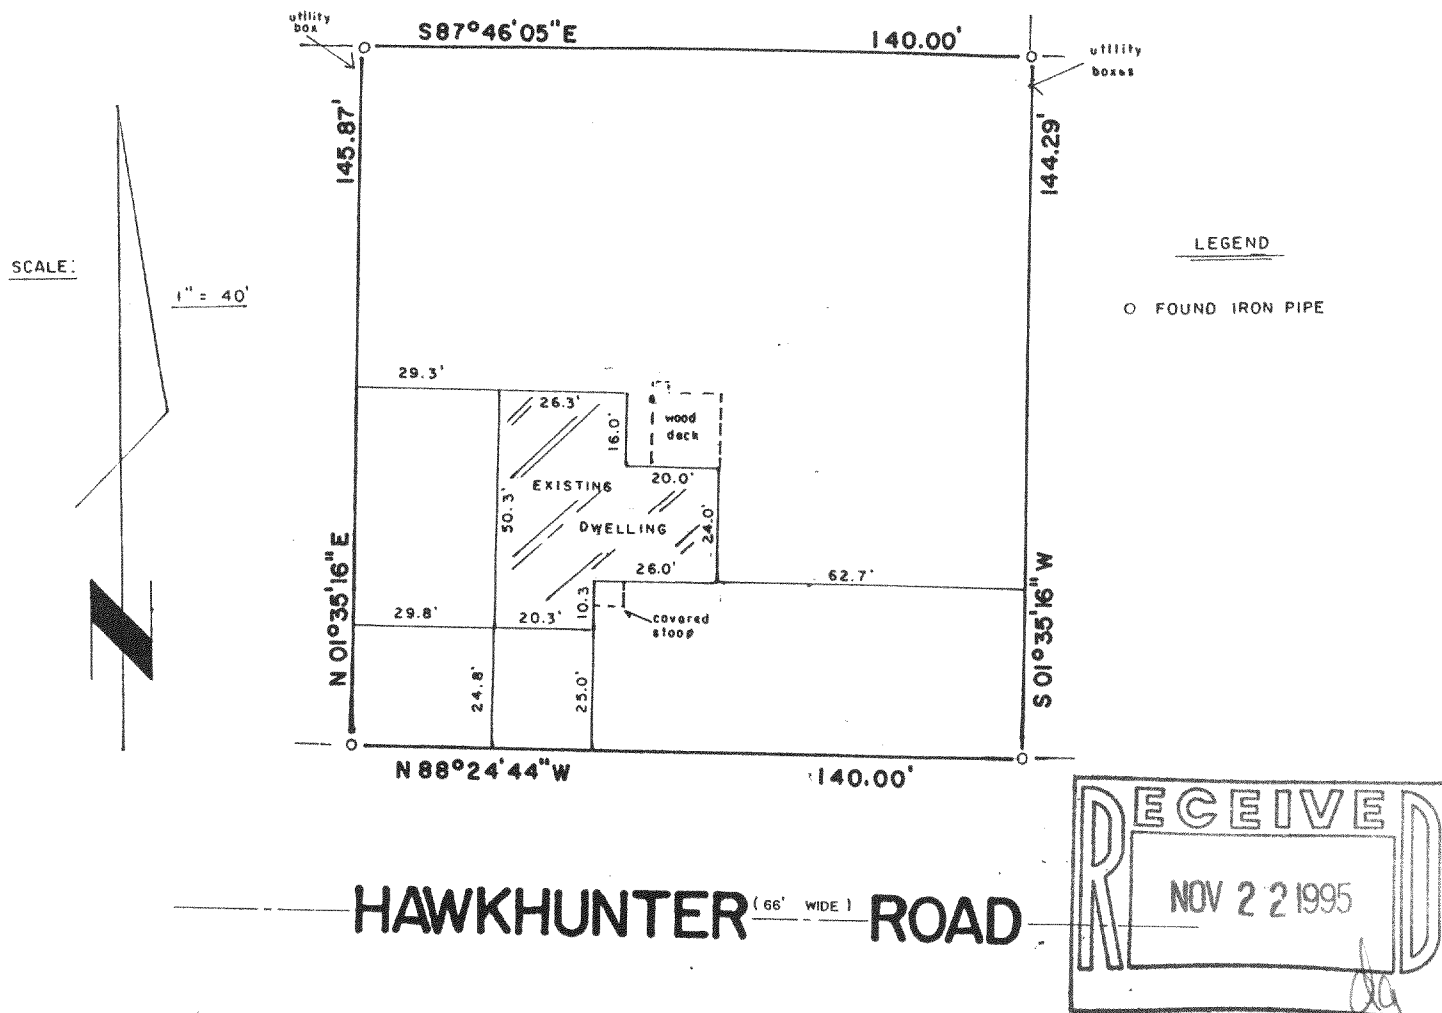 utility
box
S87°46'05"E
140.00'
utility
boxes
145.87'
144.29'
SCALE:
1" = 40'
LEGEND
O FOUND IRON PIPE
29.3'
26.3'
16.0'
wood
deck
20.0'
EXISTING
50.3'
24.0'
DWELLING
26.0'
62.7'
N 01°35'16" E
S 01°35'16" W
29.8'
20.3'
10.3
covered
stoop
24.8'
25.0'
N
N 88°24'44"W
140.00'
HAWKHUNTER (66' WIDE) ROAD
RECEIVED
NOV 22 1995